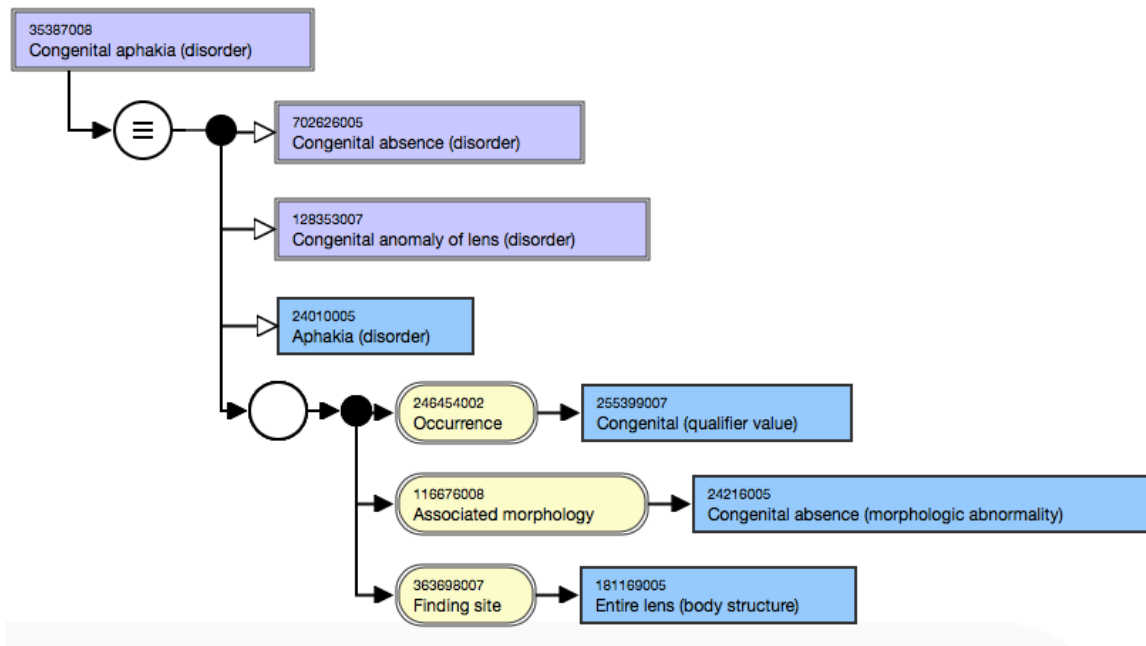 35387008
Congenital aphakia (disorder)
702626005
Congenital absence (disorder)
128353007
Congenital anomaly of lens (disorder)
24010005
Aphakia (disorder)
246454002
Occurrence
255399007
Congenital (qualifier value)
116676008
Associated morphology
24216005
Congenital absence (morphologic abnormality)
363698007
Finding site
181169005
Entire lens (body structure)